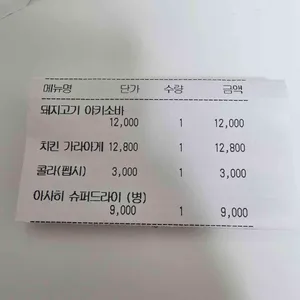 메뉴명 단가 수량 금액
돼지고기 야키소바
12,000 1 12,000
치킨 가라아게 12,800 1 12,800
콜라(펩시) 3,000 1 3,000
아사히 슈퍼드라이 (병)
9,000 1 9,000